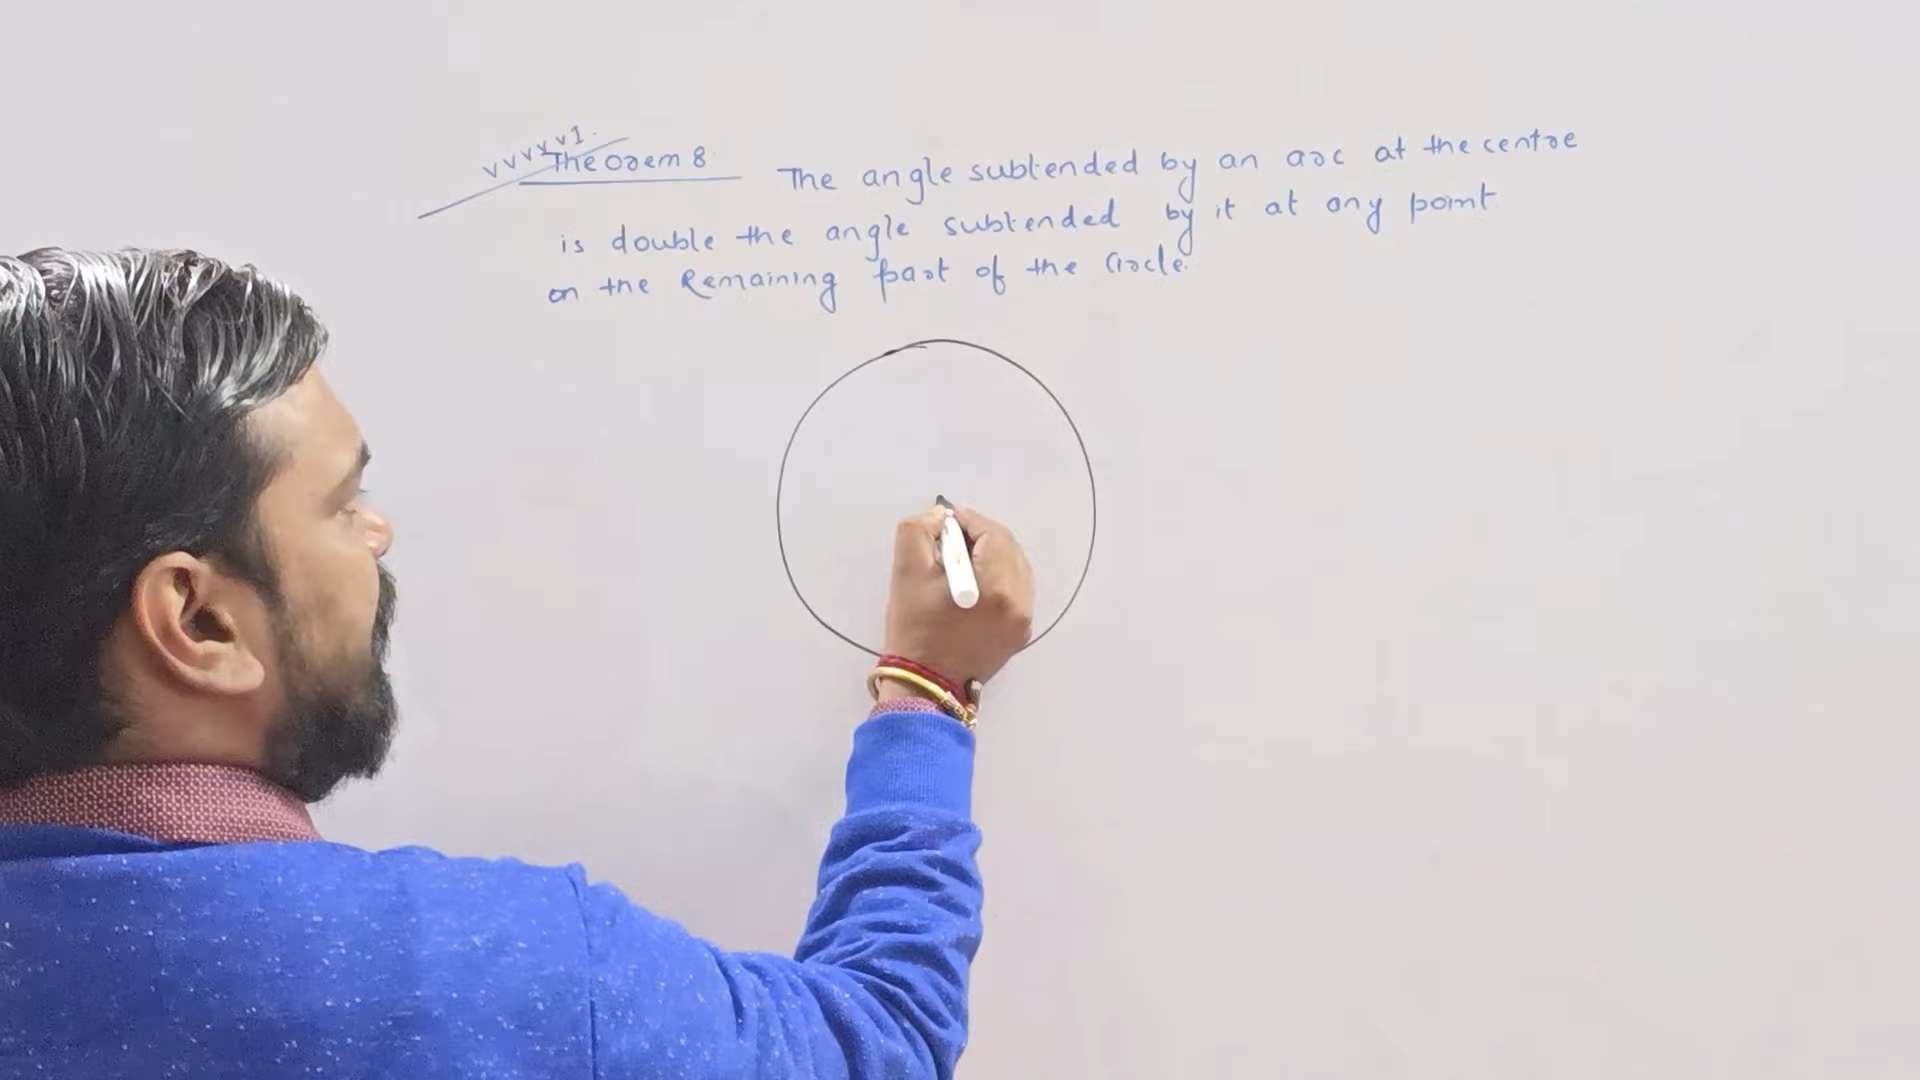 VVVVVI.
Theorem 8 The angle subtended by an arc at the centre
is double the angle subtended by it at any point
on the Remaining part of the Circle.